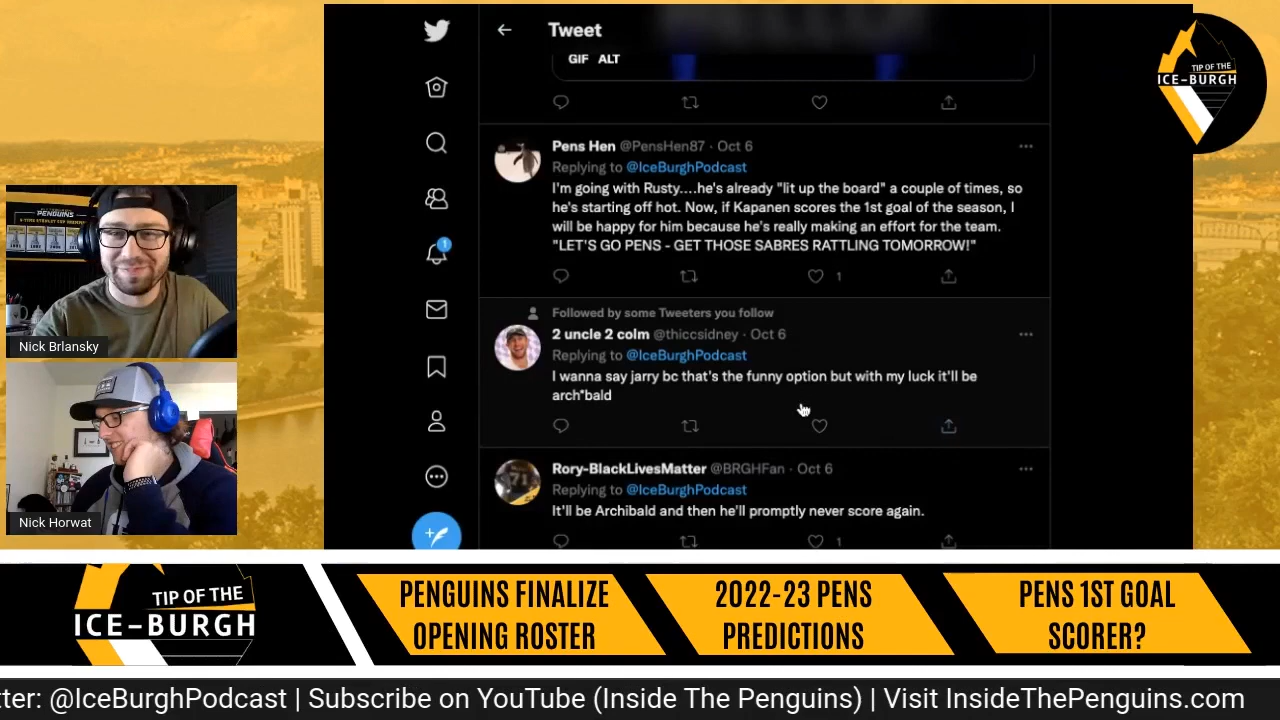 Tweet
GIF ALT
TIP OF THE
ICE-BURGH
Pens Hen @PensHen87 · Oct 6
Replying to @IceBurghPodcast
I'm going with Rusty....he's already "lit up the board" a couple of times, so
he's starting off hot. Now, if Kapanen scores the 1st goal of the season, I
will be happy for him because he's really making an effort for the team.
"LET'S GO PENS - GET THOSE SABRES RATTLING TOMORROW!"
1
1
PENGUINS
Nick Brlansky
Followed by some Tweeters you follow
2 uncle 2 colm @thiccsidney · Oct 6
Replying to @IceBurghPodcast
I wanna say jarry bc that's the funny option but with my luck it'll be
arch*bald
Nick Horwat
71
Rory-BlackLivesMatter @BRGHFan · Oct 6
Replying to @IceBurghPodcast
It'll be Archibald and then he'll promptly never score again.
1
TIP OF THE
ICE-BURGH
PENGUINS FINALIZE
OPENING ROSTER
2022-23 PENS
PREDICTIONS
PENS 1ST GOAL
SCORER?
tter: @IceBurghPodcast | Subscribe on YouTube (Inside The Penguins) | Visit InsideThePenguins.com